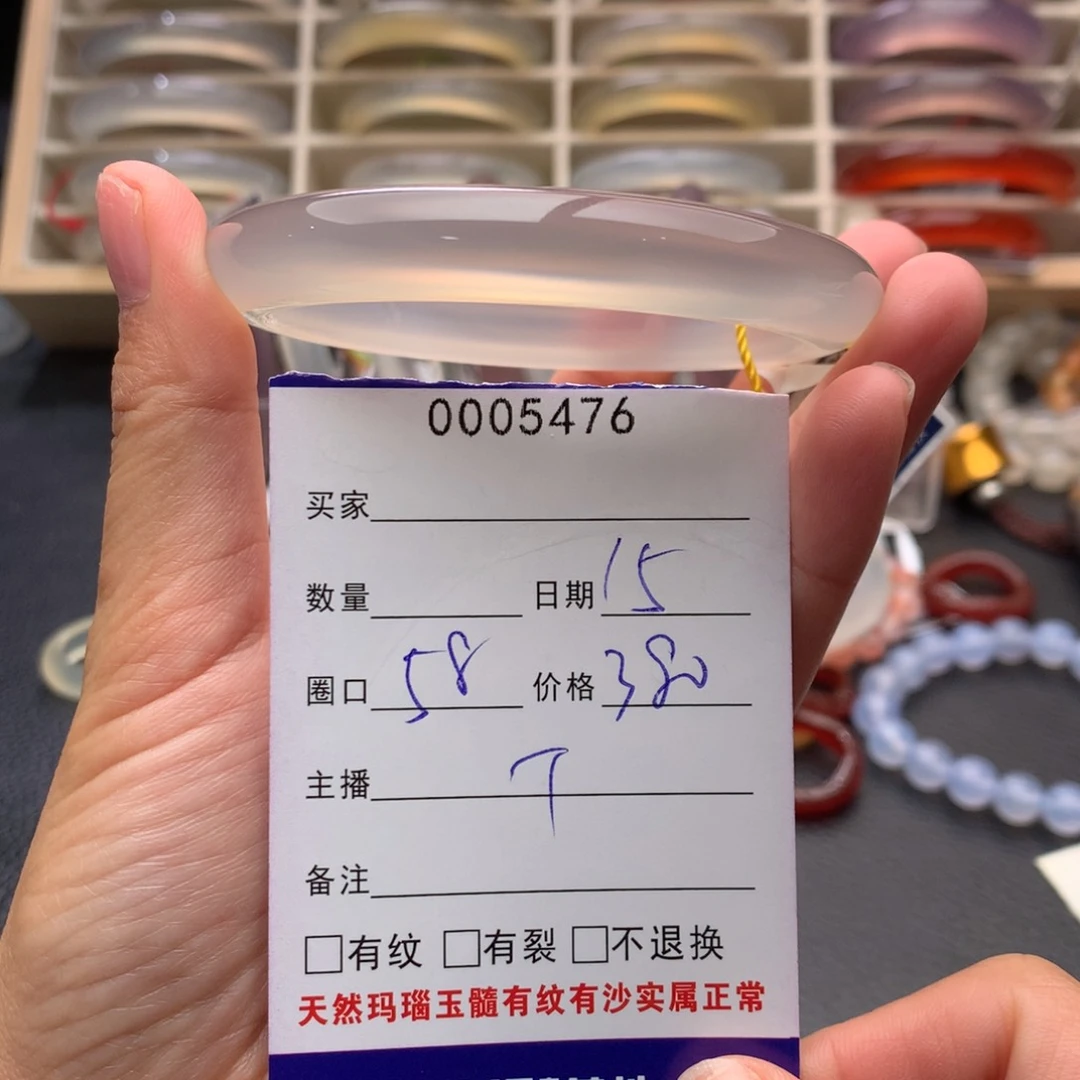 0005476
买家
数量 日期 15
圈口 58 价格 380
主播 T
备注
□有纹 □有裂 □不退换
天然玛瑙玉髓有纹有沙实属正常